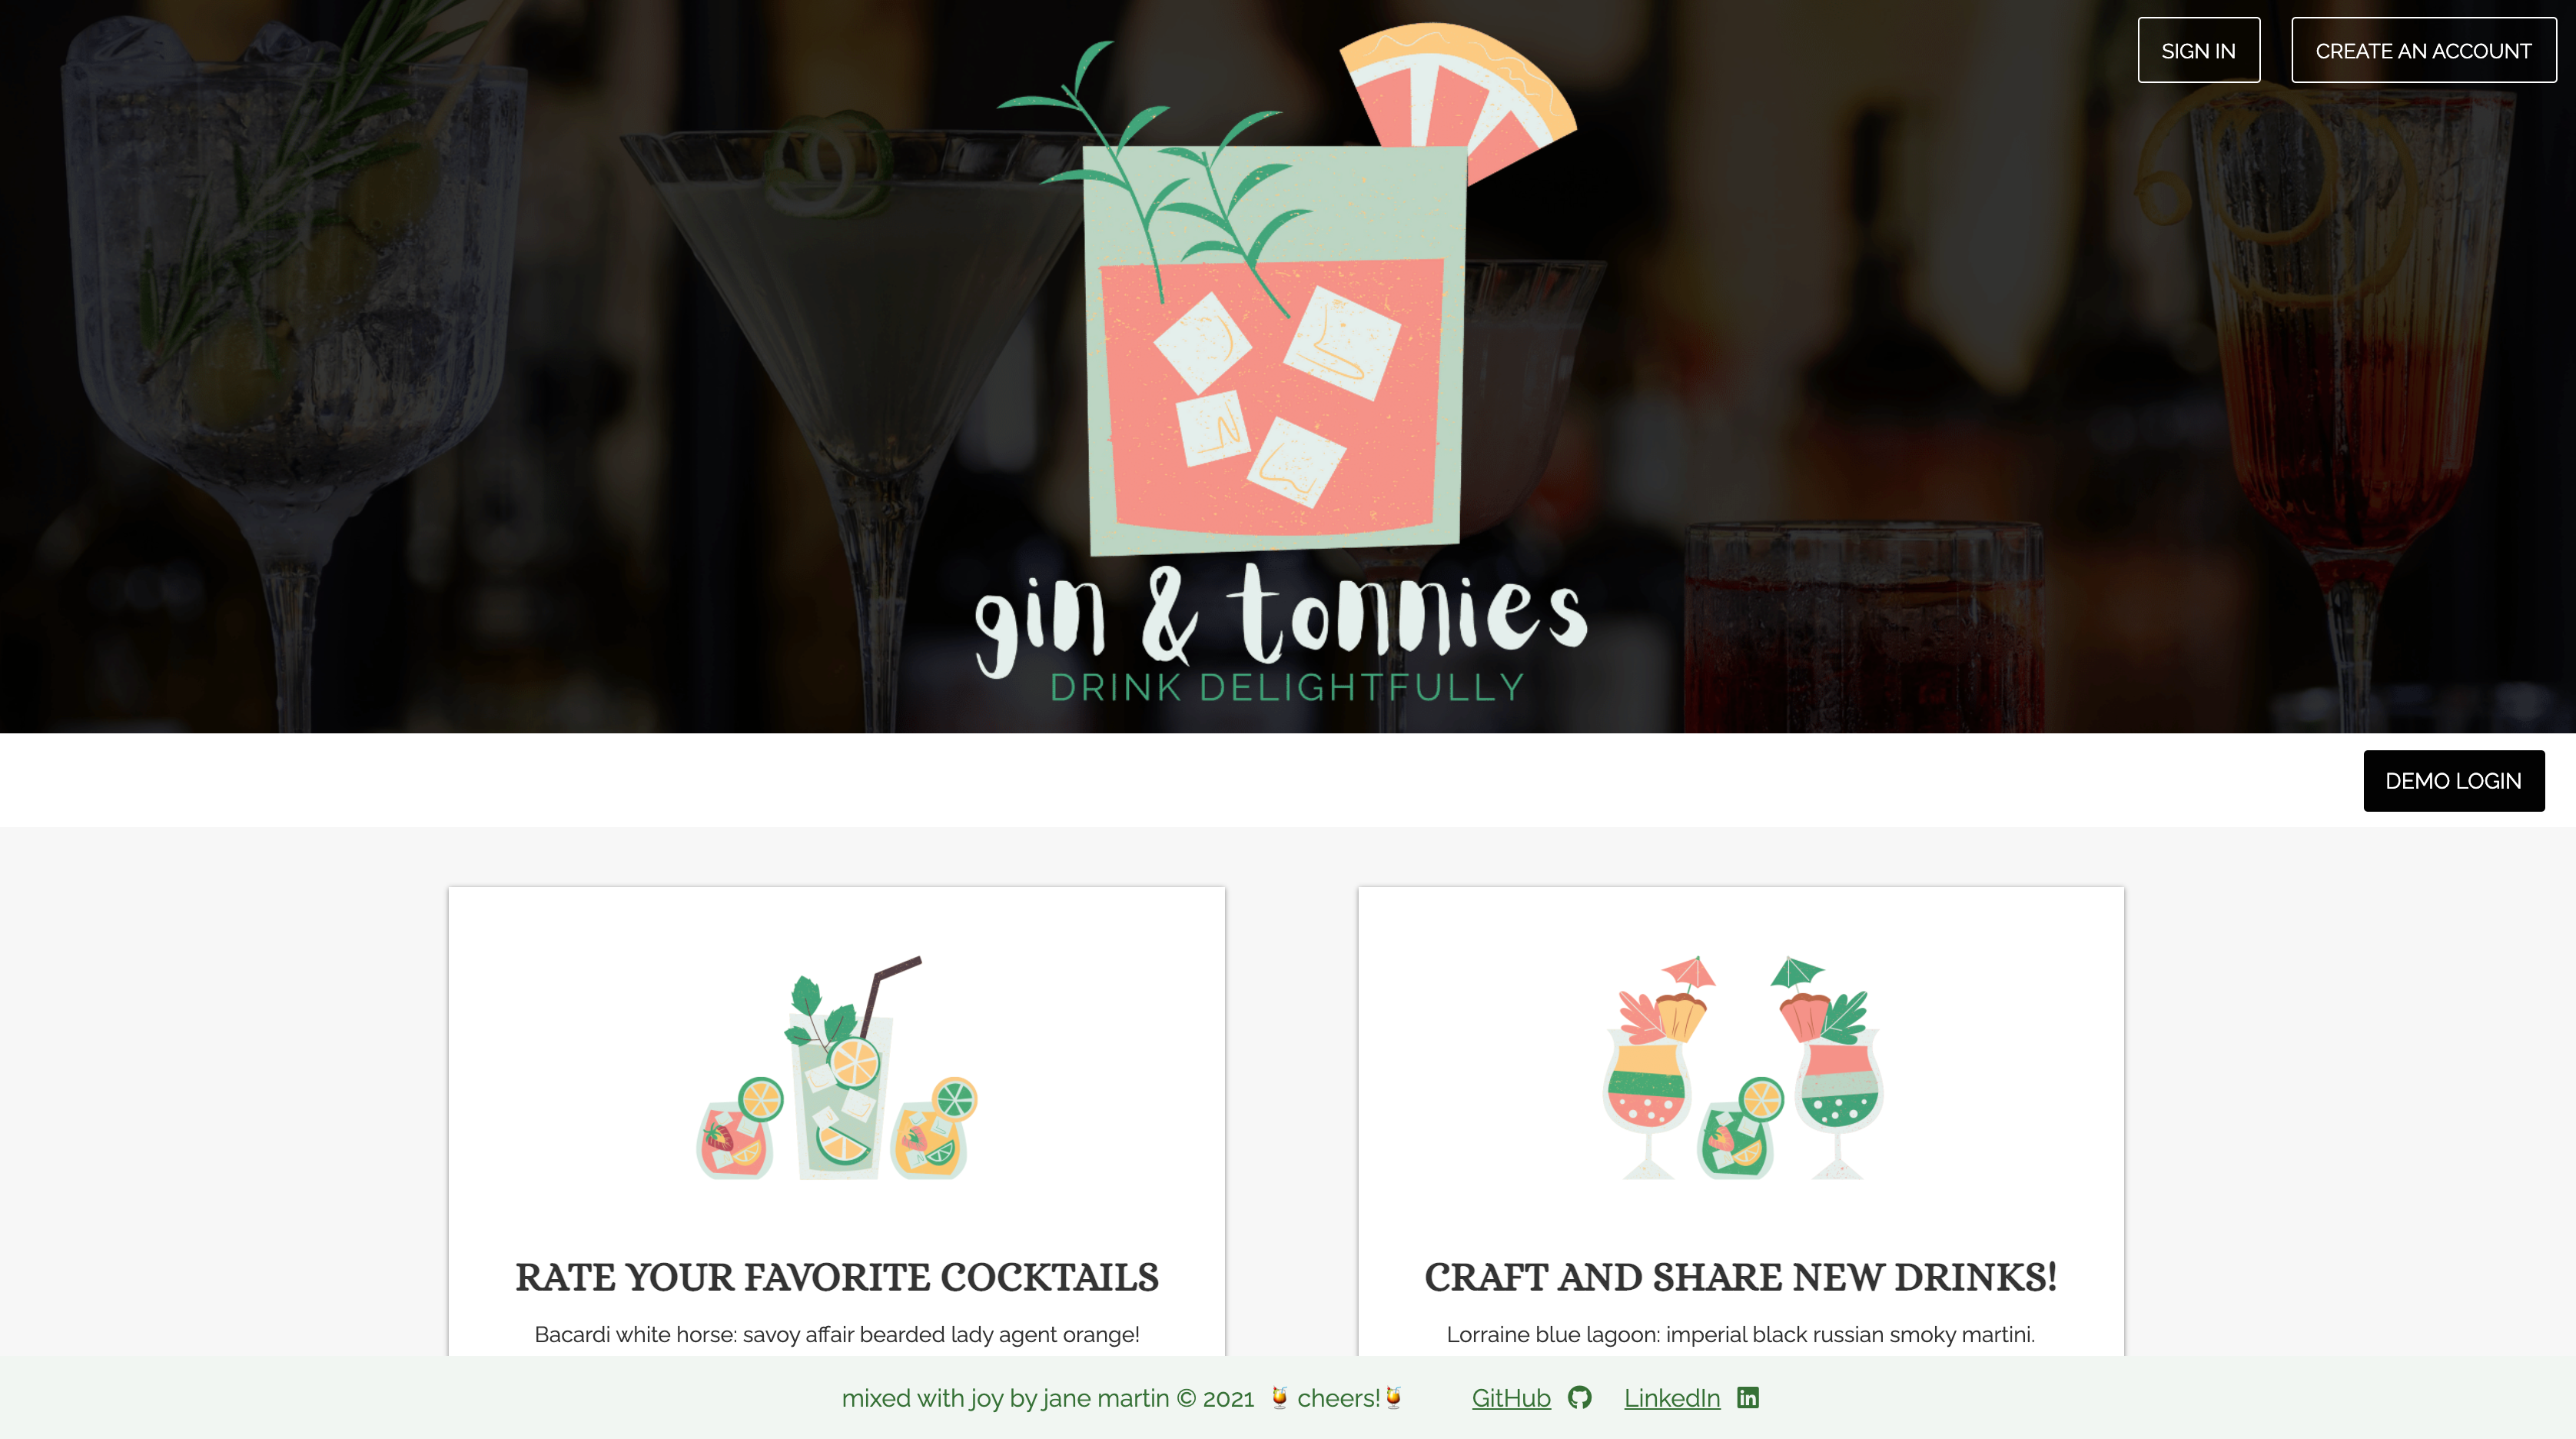 SIGN IN
CREATE AN ACCOUNT
gin & tonnies
DRINK DELIGHTFULLY
DEMO LOGIN
RATE YOUR FAVORITE COCKTAILS
Bacardi white horse: savoy affair bearded lady agent orange!
CRAFT AND SHARE NEW DRINKS!
Lorraine blue lagoon: imperial black russian smoky martini.
mixed with joy by jane martin © 2021 🍹 cheers!🍹 GitHub LinkedIn